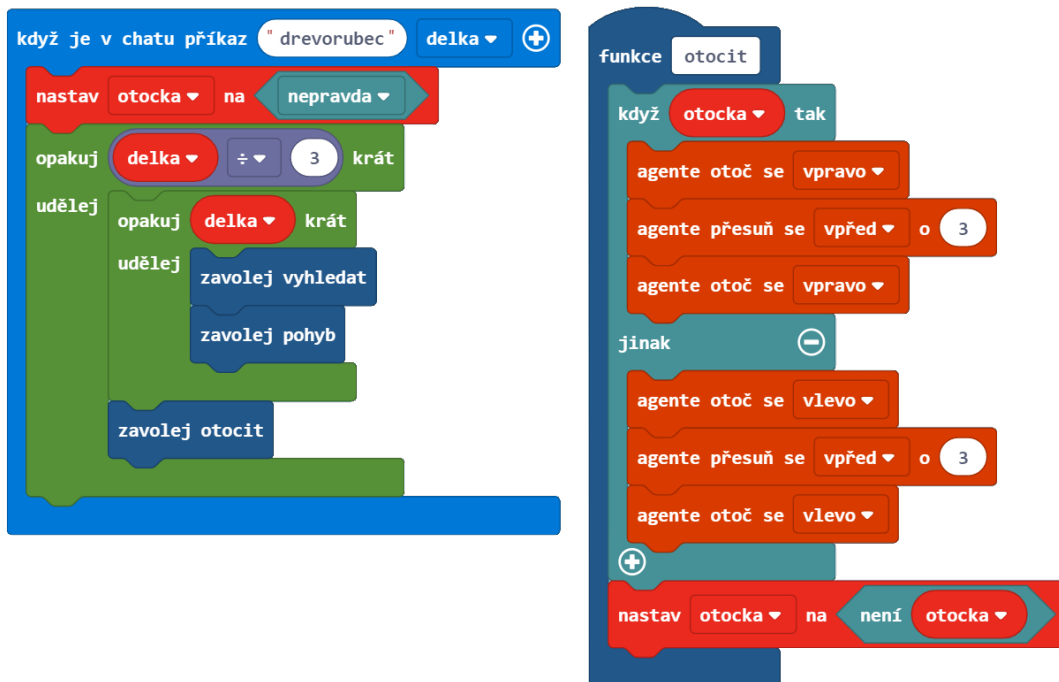 když je v chatu příkaz "drevorubec" delka
nastav otocka na nepravda
opakuj delka ÷ 3 krát
udělej
opakuj delka krát
udělej
zavolej vyhledat
zavolej pohyb
zavolej otocit
funkce otocit
když otocka tak
agente otoč se vpravo
agente přesuň se vpřed o 3
agente otoč se vpravo
jinak
agente otoč se vlevo
agente přesuň se vpřed o 3
agente otoč se vlevo
nastav otocka na není otocka